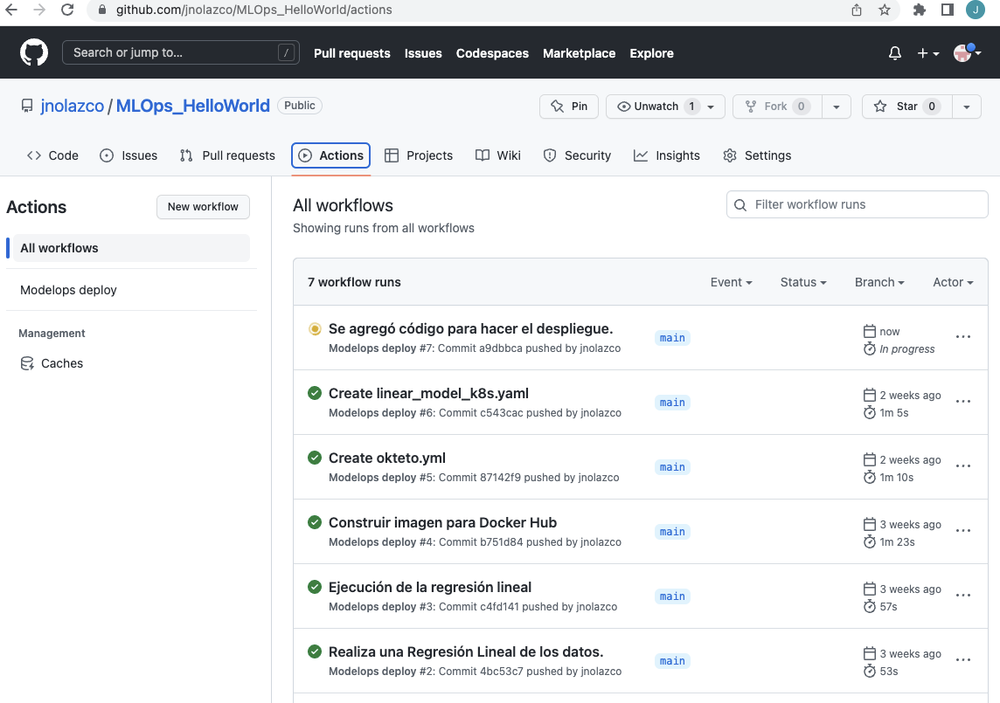 github.com/jnolazco/MLOps_HelloWorld/actions
J
Search or jump to... /
Pull requests Issues Codespaces Marketplace Explore
jnolazco / MLOps_HelloWorld Public
Pin Unwatch 1 Fork 0 Star 0
Code Issues Pull requests Actions Projects Wiki Security Insights Settings
Actions New workflow
All workflows
Modelops deploy
Management
Caches
All workflows
Showing runs from all workflows
Filter workflow runs
7 workflow runs Event Status Branch Actor
Se agregó código para hacer el despliegue.
Modelops deploy #7: Commit a9dbbca pushed by jnolazco
main
now
In progress
Create linear_model_k8s.yaml
Modelops deploy #6: Commit c543cac pushed by jnolazco
main
2 weeks ago
1m 5s
Create okteto.yml
Modelops deploy #5: Commit 87142f9 pushed by jnolazco
main
2 weeks ago
1m 10s
Construir imagen para Docker Hub
Modelops deploy #4: Commit b751d84 pushed by jnolazco
main
3 weeks ago
1m 23s
Ejecución de la regresión lineal
Modelops deploy #3: Commit c4fd141 pushed by jnolazco
main
3 weeks ago
57s
Realiza una Regresión Lineal de los datos.
Modelops deploy #2: Commit 4bc53c7 pushed by jnolazco
main
3 weeks ago
53s